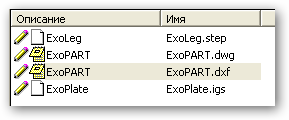 Описание Имя
ExoLeg ExoLeg.step
ExoPART ExoPART.dwg
ExoPART ExoPART.dxf
ExoPlate ExoPlate.igs